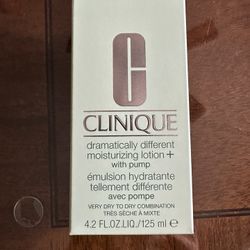 C
CLINIQUE
dramatically different
moisturizing lotion +
with pump
émulsion hydratante
tellement différente
avec pompe
VERY DRY TO DRY COMBINATION
TRÈS SÈCHE À MIXTE
4.2 FL.OZ.LIQ./125 ml e